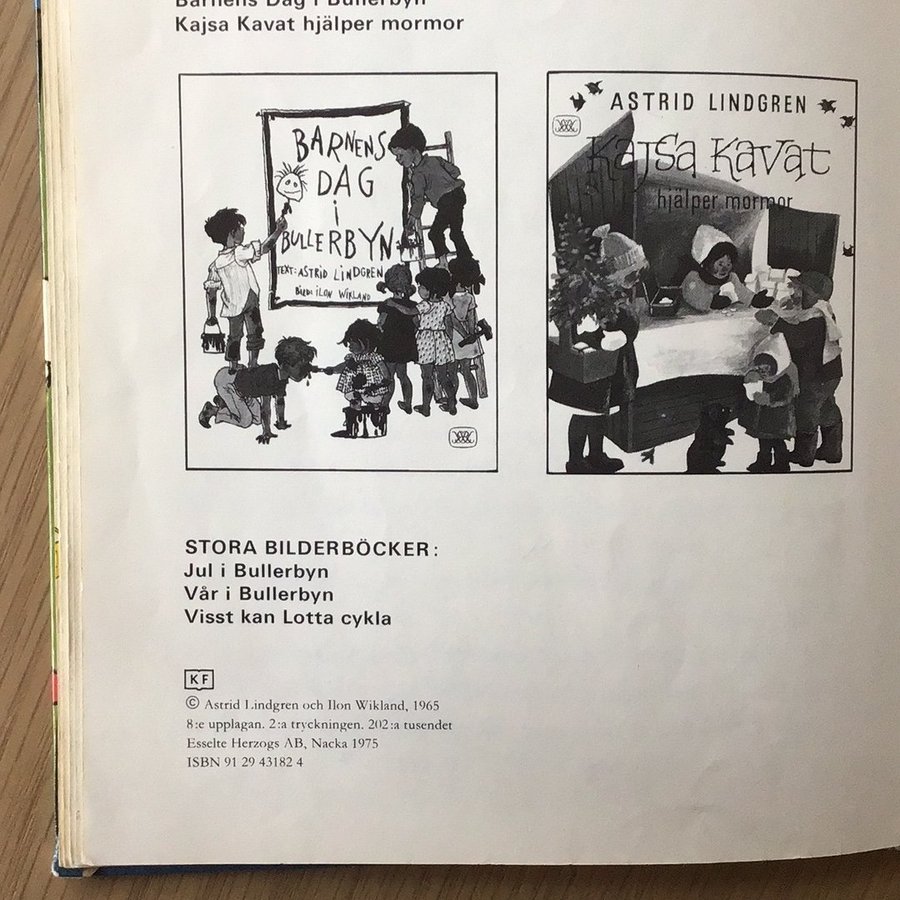 Barnens Dag i Bullerbyn
Kajsa Kavat hjälper mormor
BARNENS
DAG
i
BULLERBYN
TEXT: ASTRID LINDGREN
BILD: ILON WIKLAND
ASTRID LINDGREN
Kajsa Kavat
hjälper mormor
STORA BILDERBÖCKER:
Jul i Bullerbyn
Vår i Bullerbyn
Visst kan Lotta cykla
KF
© Astrid Lindgren och Ilon Wikland, 1965
8:e upplagan. 2:a tryckningen. 202:a tusendet
Esselte Herzogs AB, Nacka 1975
ISBN 91 29 43182 4